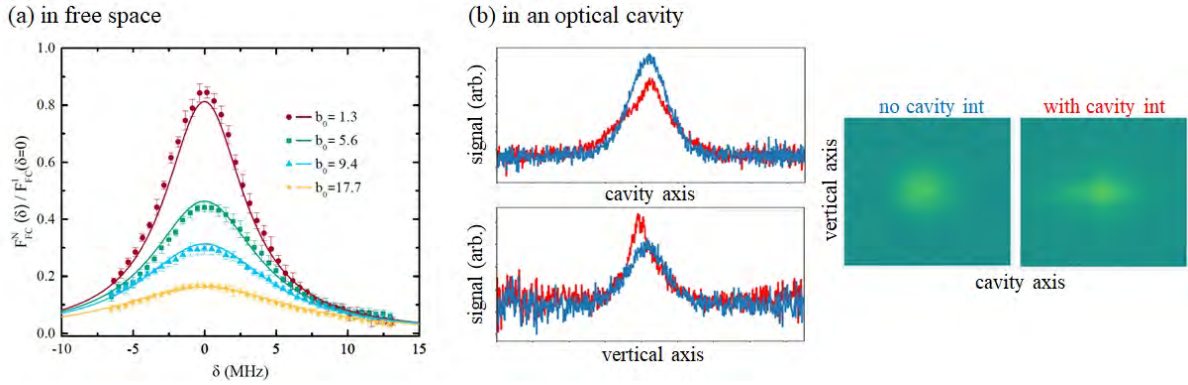 (a) in free space
F_FC^N (δ) / F_FC^1(δ=0)
1.0
0.8
0.6
0.4
0.2
0.0
-10 -5 0 5 10 15
δ (MHz)
b₀= 1.3
b₀= 5.6
b₀= 9.4
b₀=17.7
(b) in an optical cavity
signal (arb.)
cavity axis
signal (arb.)
vertical axis
no cavity int
with cavity int
vertical axis
cavity axis